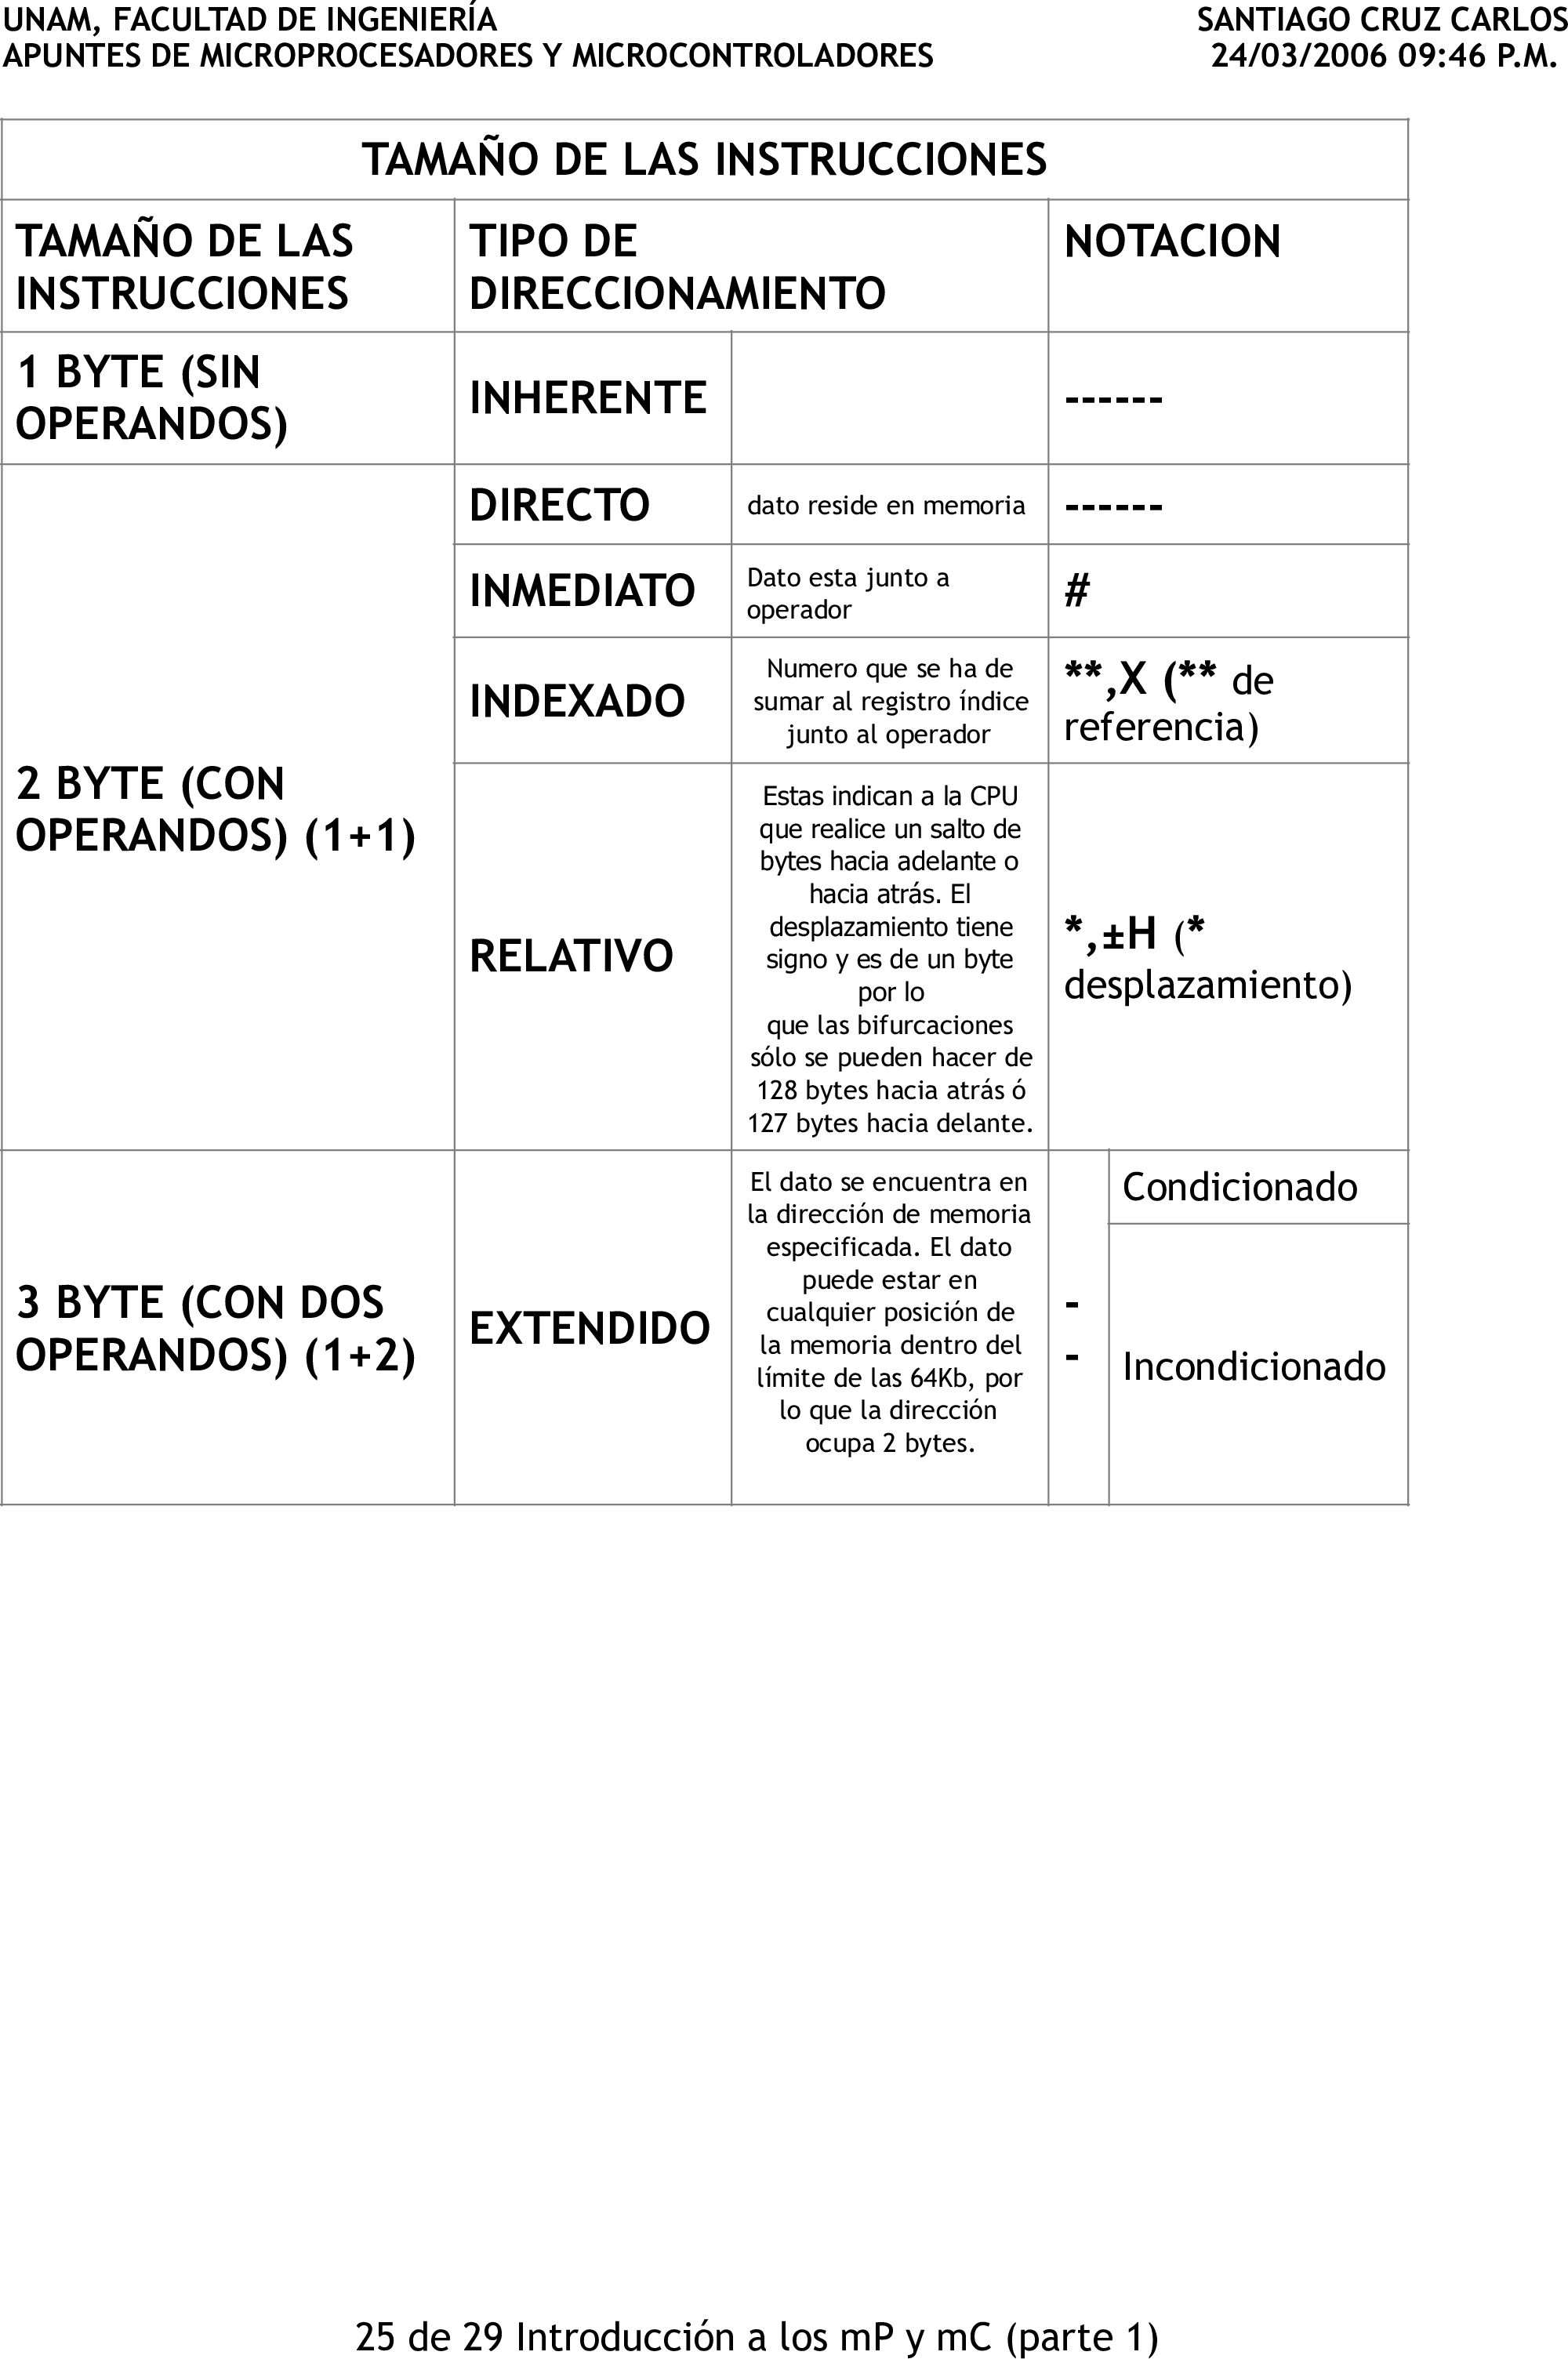 UNAM, FACULTAD DE INGENIERÍA
SANTIAGO CRUZ CARLOS
APUNTES DE MICROPROCESADORES Y MICROCONTROLADORES
24/03/2006 09:46 P.M.
TAMAÑO DE LAS INSTRUCCIONES
TAMAÑO DE LAS
INSTRUCCIONES
TIPO DE
DIRECCIONAMIENTO
NOTACION
1 BYTE (SIN
OPERANDOS)
INHERENTE
------
2 BYTE (CON
OPERANDOS) (1+1)
DIRECTO
dato reside en memoria
------
INMEDIATO
Dato esta junto a
operador
#
INDEXADO
Numero que se ha de
sumar al registro índice
junto al operador
**,X (** de
referencia)
RELATIVO
Estas indican a la CPU
que realice un salto de
bytes hacia adelante o
hacia atrás. El
desplazamiento tiene
signo y es de un byte
por lo
que las bifurcaciones
sólo se pueden hacer de
128 bytes hacia atrás ó
127 bytes hacia delante.
*,±H (*
desplazamiento)
3 BYTE (CON DOS
OPERANDOS) (1+2)
EXTENDIDO
El dato se encuentra en
la dirección de memoria
especificada. El dato
puede estar en
cualquier posición de
la memoria dentro del
límite de las 64Kb, por
lo que la dirección
ocupa 2 bytes.
-
-
Condicionado
Incondicionado
25 de 29 Introducción a los mP y mC (parte 1)